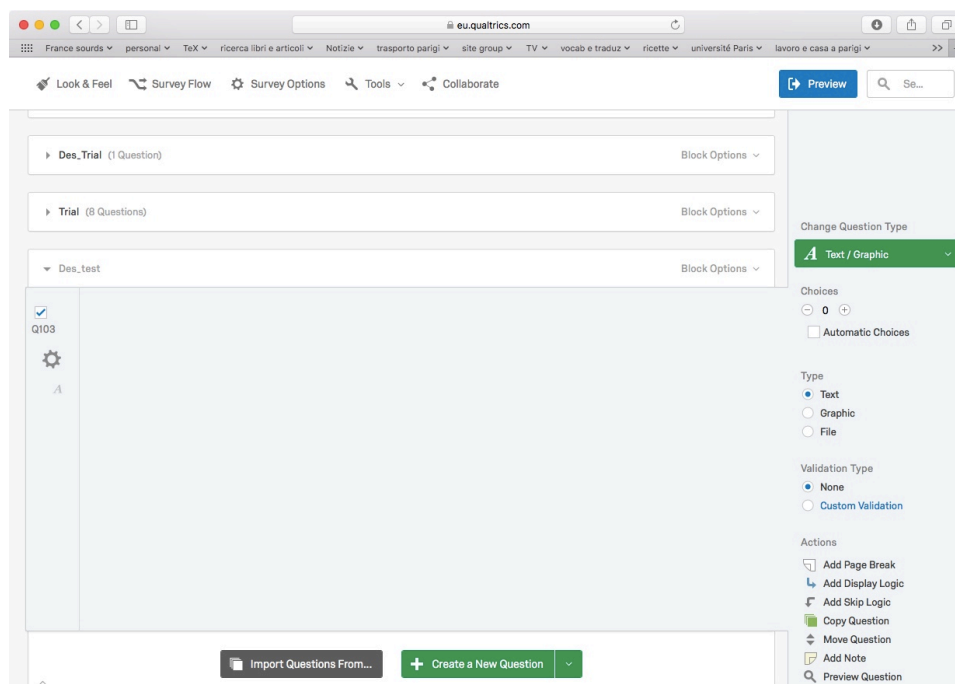 eu.qualtrics.com
France sourds personal TeX ricerca libri e articoli Notizie trasporto parigi site group TV vocab e traduz ricette université Paris lavoro e casa a parigi >>
Look & Feel Survey Flow Survey Options Tools Collaborate Preview Se...
Des_Trial (1 Question) Block Options
Trial (8 Questions) Block Options
Change Question Type
A Text / Graphic
Des_test Block Options
Choices
0
Automatic Choices
Q103
A
Type
Text
Graphic
File
Validation Type
None
Custom Validation
Actions
Add Page Break
Add Display Logic
Add Skip Logic
Copy Question
Move Question
Add Note
Preview Question
Import Questions From... + Create a New Question